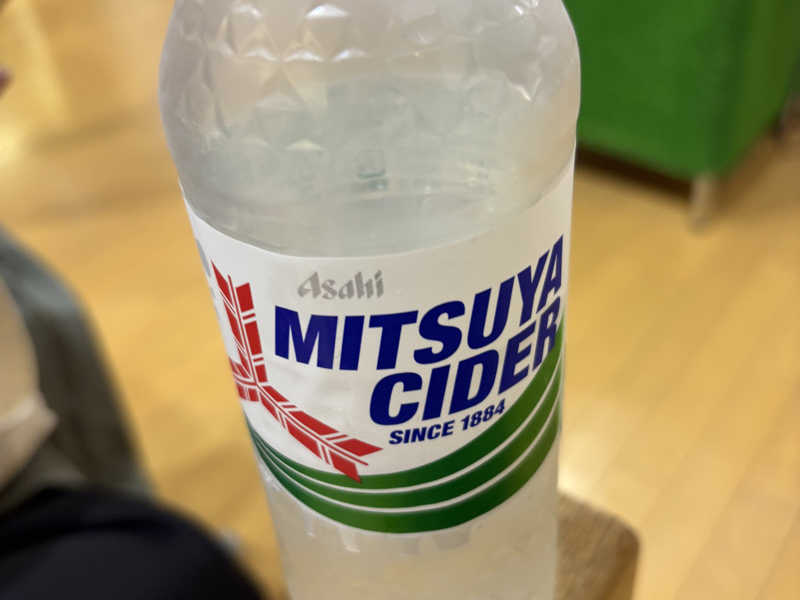 Asahi
MITSUYA
CIDER
SINCE 1884